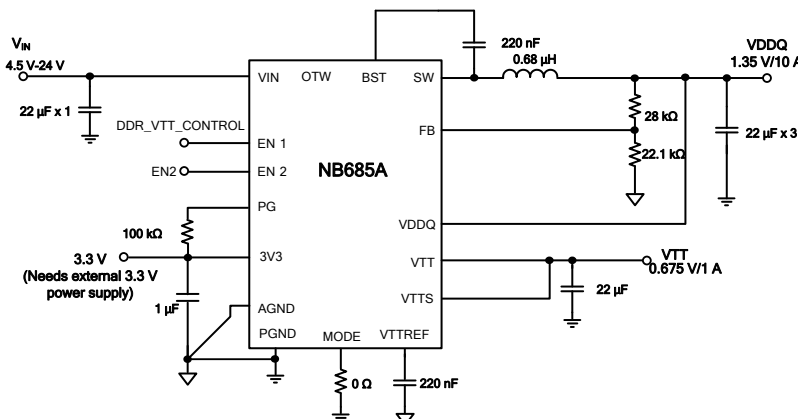 VIN
4.5 V-24 V
22 µF x 1
DDR_VTT_CONTROL
EN2
100 kΩ
3.3 V
(Needs external 3.3 V
power supply)
1 µF
VIN
OTW
BST
SW
EN 1
FB
EN 2
NB685A
PG
VDDQ
3V3
VTT
AGND
VTTS
PGND
MODE
VTTREF
0 Ω
220 nF
220 nF
0.68 µH
VDDQ
1.35 V/10 A
28 kΩ
22.1 kΩ
22 µF x 3
VTT
0.675 V/1 A
22 µF